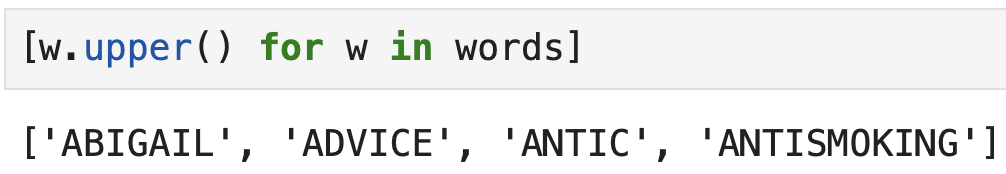 [w.upper() for w in words]
['ABIGAIL', 'ADVICE', 'ANTIC', 'ANTISMOKING']